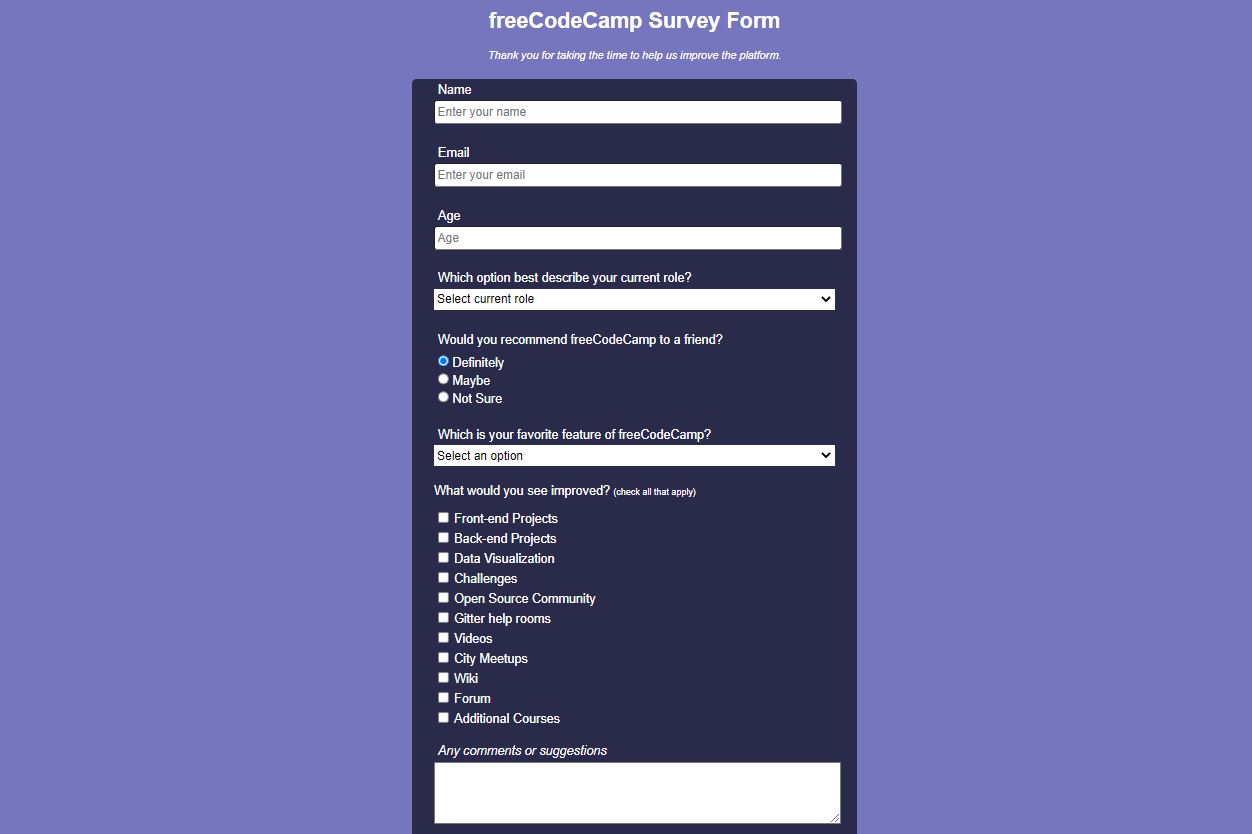 freeCodeCamp Survey Form
Thank you for taking the time to help us improve the platform.
Name
Enter your name
Email
Enter your email
Age
Age
Which option best describe your current role?
Select current role
Would you recommend freeCodeCamp to a friend?
Definitely
Maybe
Not Sure
Which is your favorite feature of freeCodeCamp?
Select an option
What would you see improved? (check all that apply)
Front-end Projects
Back-end Projects
Data Visualization
Challenges
Open Source Community
Gitter help rooms
Videos
City Meetups
Wiki
Forum
Additional Courses
Any comments or suggestions